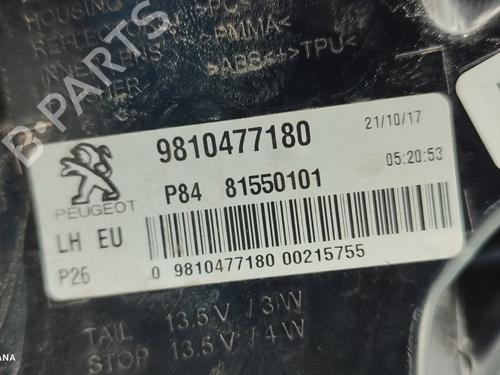 HOUSING
REFLECTOR
>PMMA<
>ABS+TPU<
9810477180
21/10/17
PEUGEOT
P84 81550101
05:20:53
LH EU
P26
0 9810477180 00215755
TAIL 13.5V / 3W
STOP 13.5V / 4W
B-PARTS
ANA